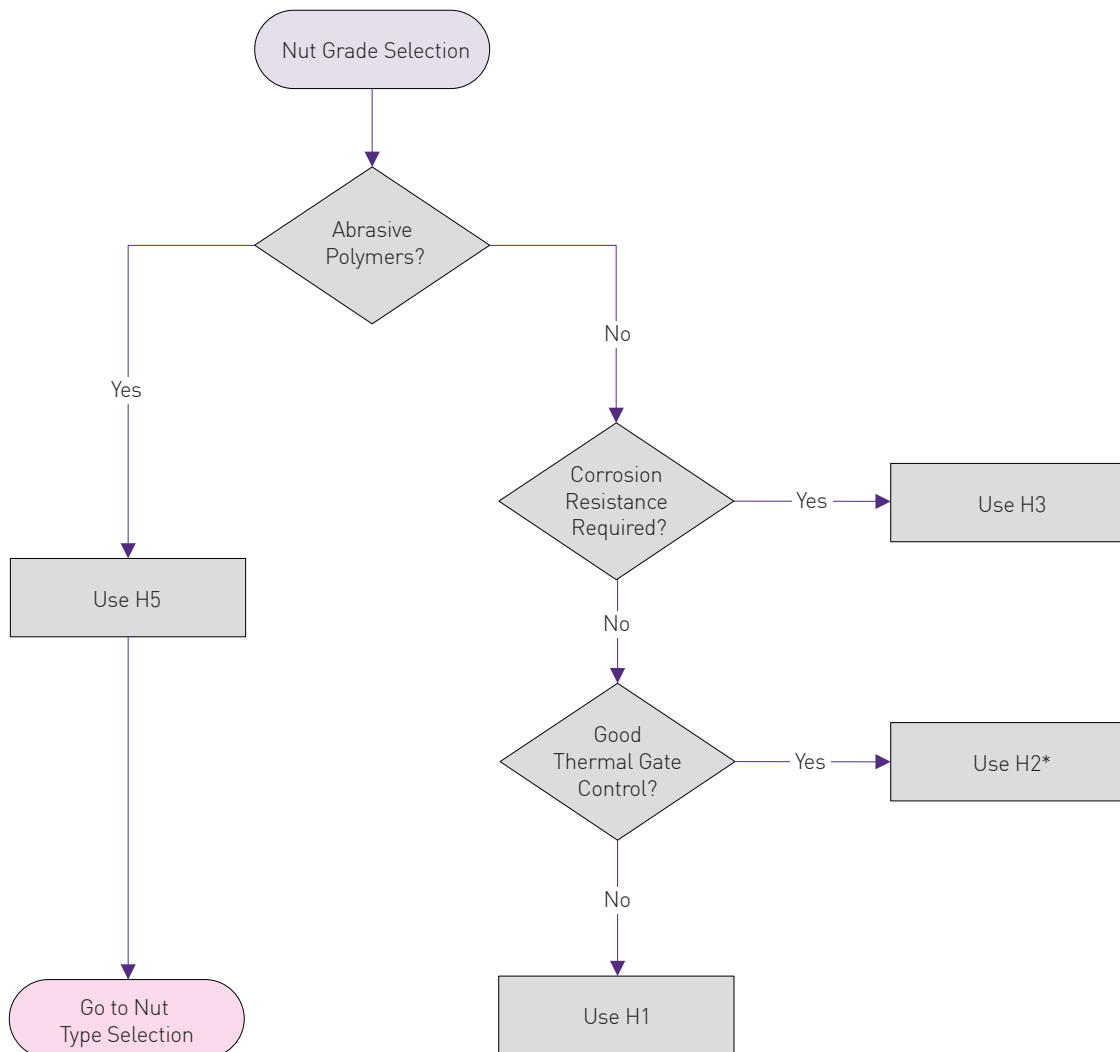 Nut Grade Selection
Abrasive
Polymers?
No
Yes
Corrosion
Resistance
Required?
Yes
Use H3
Use H5
No
Good
Thermal Gate
Control?
Yes
Use H2*
No
Go to Nut
Type Selection
Use H1